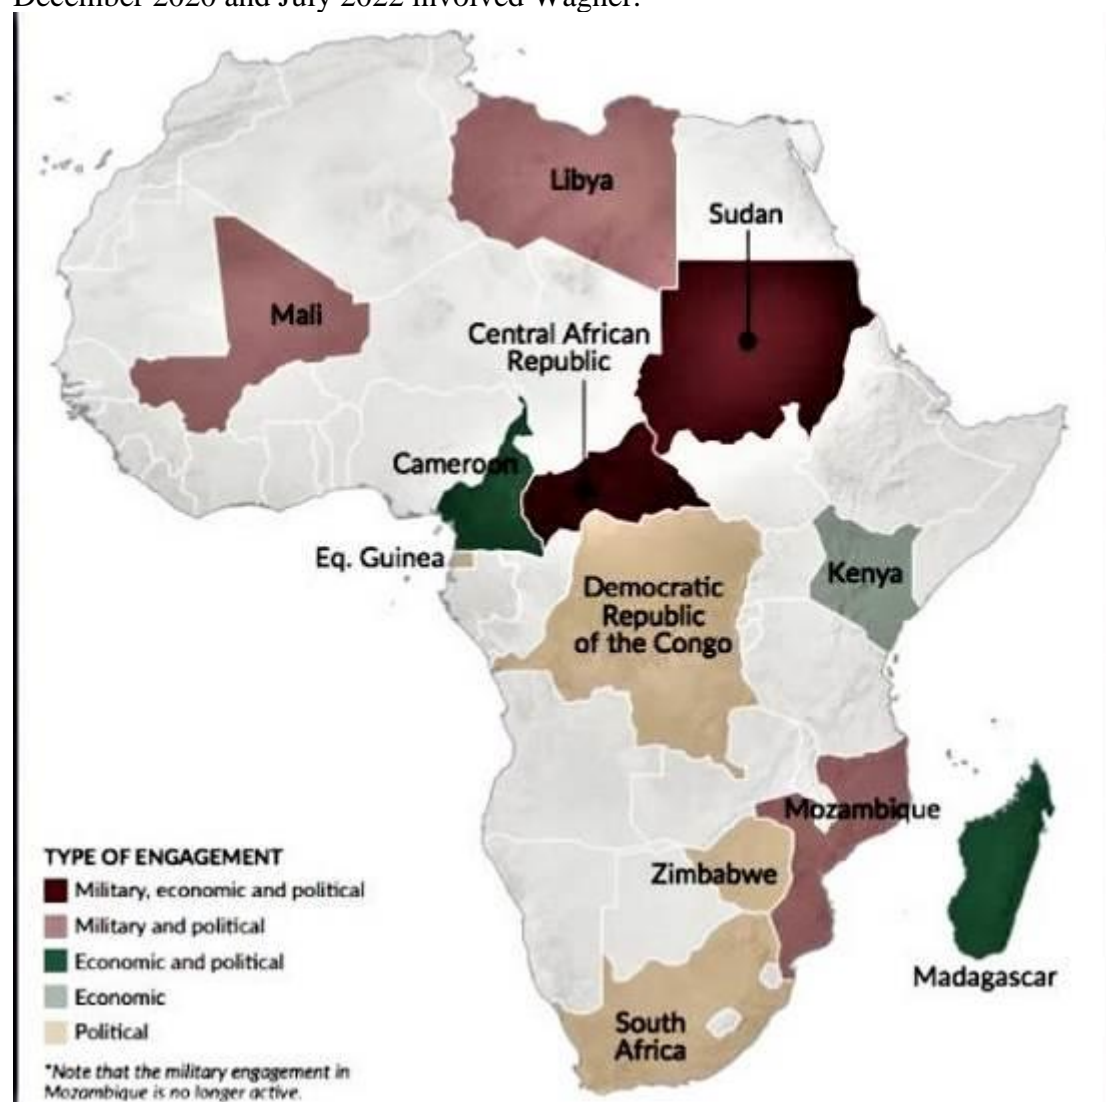 December 2020 and July 2022 involved Wagner.
Libya
Sudan
Mali
Central African
Republic
Cameroon
Eq. Guinea
Kenya
Democratic
Republic
of the Congo
Mozambique
Zimbabwe
Madagascar
South
Africa
TYPE OF ENGAGEMENT
Military, economic and political
Military and political
Economic and political
Economic
Political
*Note that the military engagement in
Mozambique is no longer active.